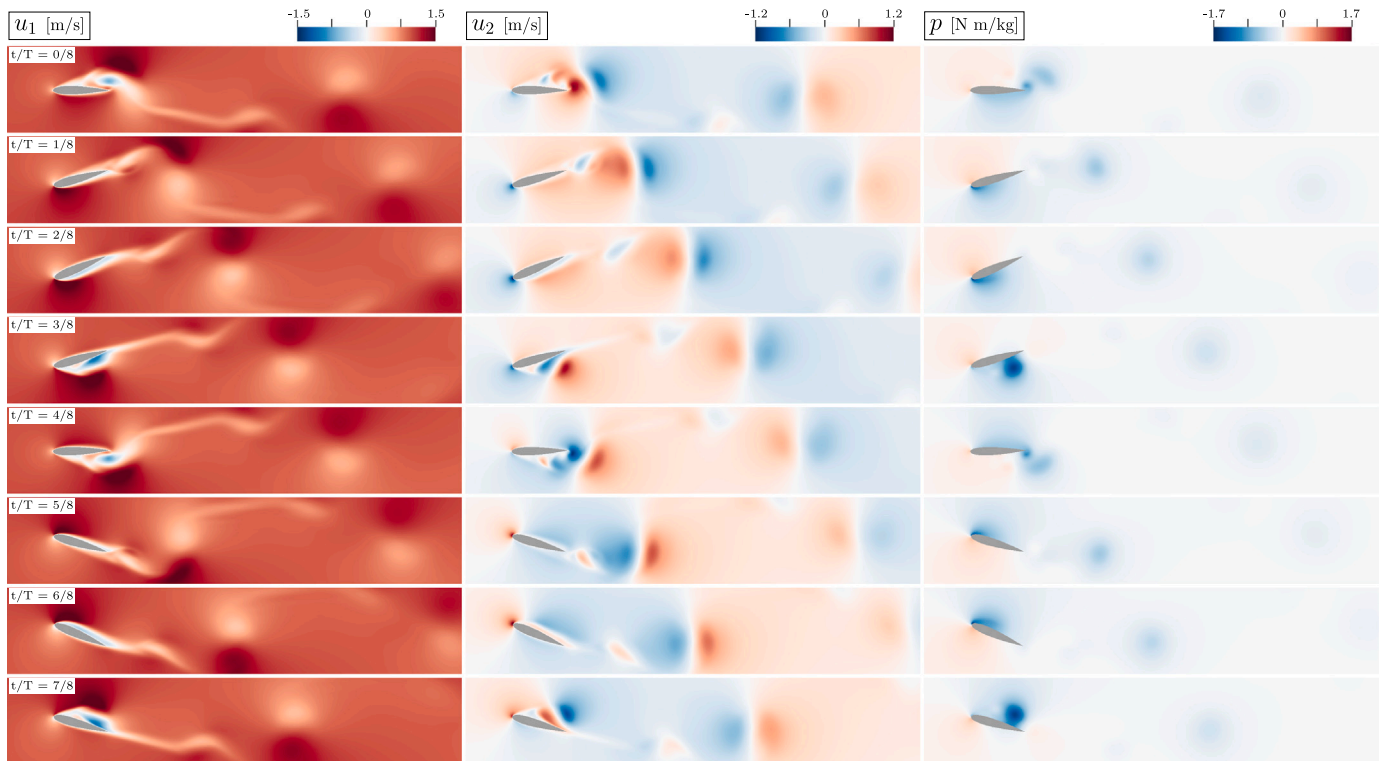 u₁ [m/s]
-1.5 0 1.5
u₂ [m/s]
-1.2 0 1.2
p [N m/kg]
-1.7 0 1.7
t/T = 0/8
t/T = 1/8
t/T = 2/8
t/T = 3/8
t/T = 4/8
t/T = 5/8
t/T = 6/8
t/T = 7/8